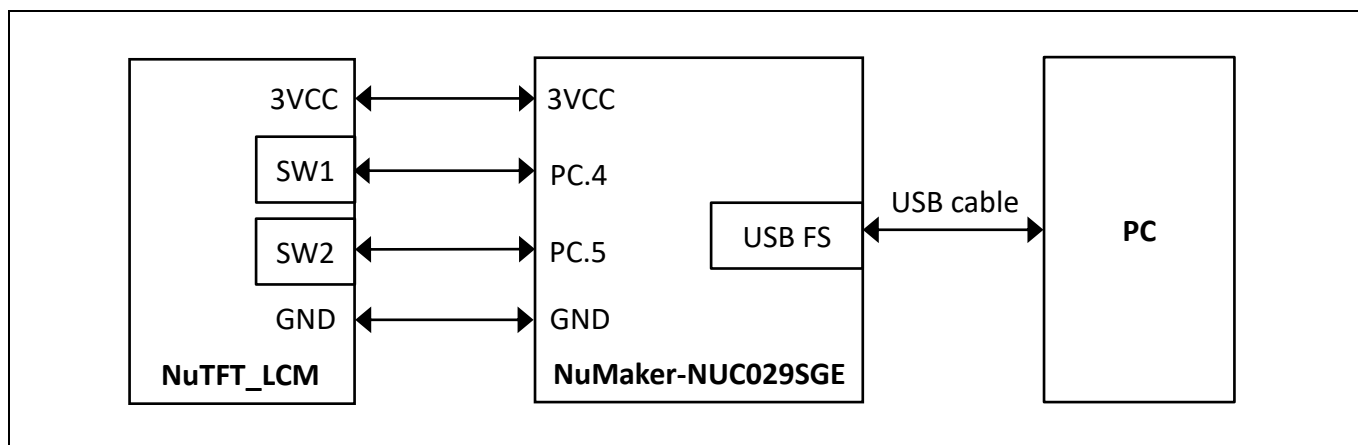 3VCC
SW1
SW2
GND
NuTFT_LCM
3VCC
PC.4
PC.5
GND
USB FS
NuMaker-NUC029SGE
USB cable
PC